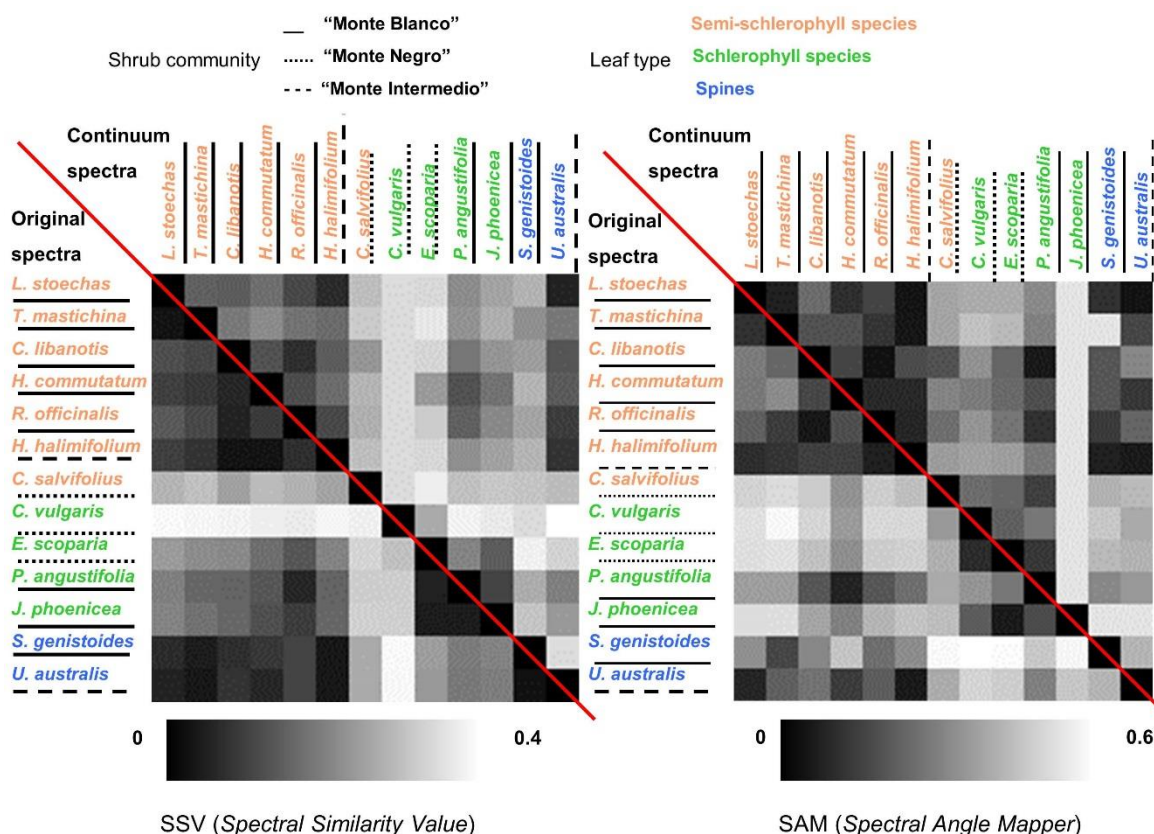 “Monte Blanco”
Semi-schlerophyll species
Shrub community
“Monte Negro”
Leaf type
Schlerophyll species
“Monte Intermedio”
Spines
Continuum
spectra
L. stoechas
T. mastichina
C. libanotis
H. commutatum
R. officinalis
H. halimifolium
C. salvifolius
C. vulgaris
E. scoparia
P. angustifolia
J. phoenicea
S. genistoides
U. australis
Original
spectra
L. stoechas
T. mastichina
C. libanotis
H. commutatum
R. officinalis
H. halimifolium
C. salvifolius
C. vulgaris
E. scoparia
P. angustifolia
J. phoenicea
S. genistoides
U. australis
0
0.4
SSV (Spectral Similarity Value)
Continuum
spectra
L. stoechas
T. mastichina
C. libanotis
H. commutatum
R. officinalis
H. halimifolium
C. salvifolius
C. vulgaris
E. scoparia
P. angustifolia
J. phoenicea
S. genistoides
U. australis
Original
spectra
L. stoechas
T. mastichina
C. libanotis
H. commutatum
R. officinalis
H. halimifolium
C. salvifolius
C. vulgaris
E. scoparia
P. angustifolia
J. phoenicea
S. genistoides
U. australis
0
0.6
SAM (Spectral Angle Mapper)